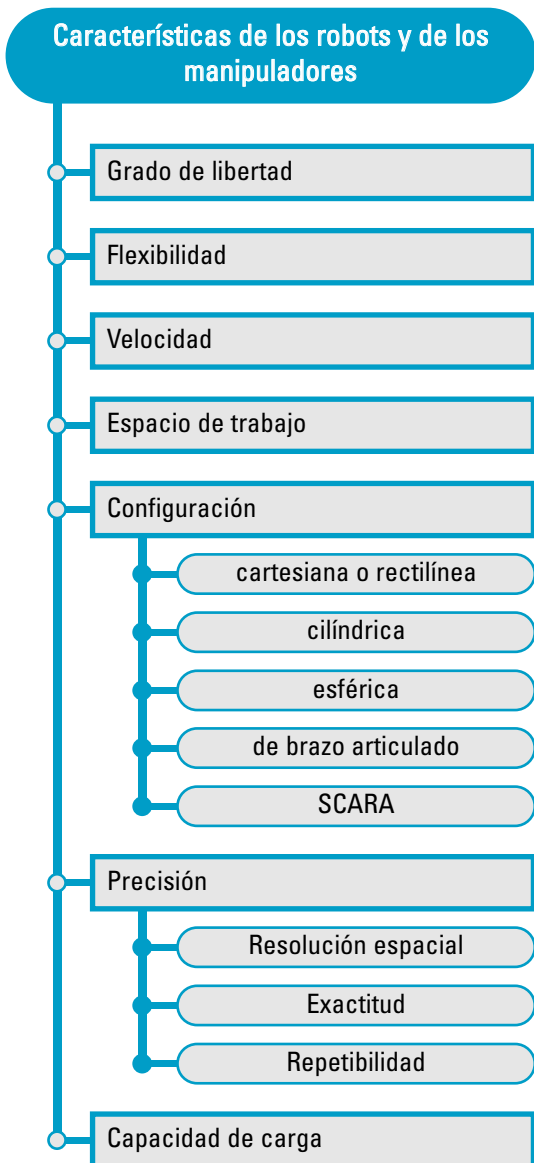 Características de los robots y de los
manipuladores
Grado de libertad
Flexibilidad
Velocidad
Espacio de trabajo
Configuración
cartesiana o rectilínea
cilíndrica
esférica
de brazo articulado
SCARA
Precisión
Resolución espacial
Exactitud
Repetibilidad
Capacidad de carga